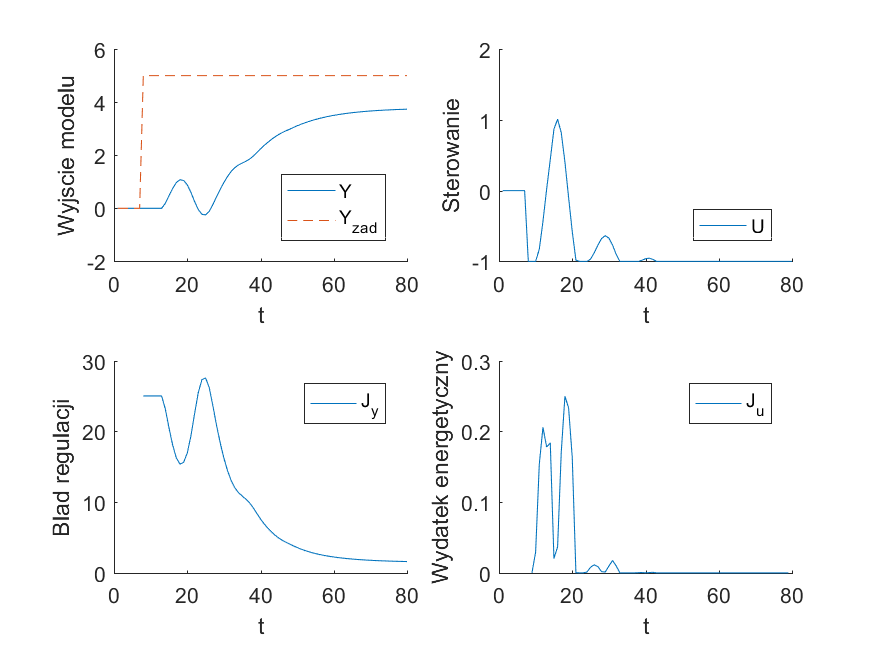 Wyjscie modelu
6
4
2
0
-2
0 20 40 60 80
t
Y
Y_zad
Sterowanie
2
1
0
-1
0 20 40 60 80
t
U
Blad regulacji
30
20
10
0
0 20 40 60 80
t
J_y
Wydatek energetyczny
0.3
0.2
0.1
0
0 20 40 60 80
t
J_u